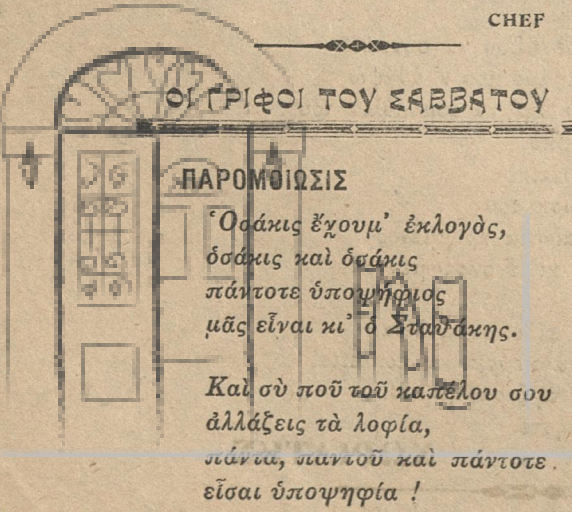 CHEF
ΟΙ ΓΡΙΦΟΙ ΤΟΥ ΣΑΒΒΑΤΟΥ
ΠΑΡΟΜΟΙΩΣΙΣ
Ὁσάκις ἔχουμ' ἐκλογὸς,
ὁσάκις καὶ ὁσάκις
πάντοτε ὑποψήφιος
μᾶς εἶναι κι' ὁ Σταθάκης.
Καὶ σὺ ποῦ τοῦ καπέλου σου
ἀλλάζεις τὰ λοφία,
πάντα, παντοῦ καὶ πάντοτε
εἶσαι ὑποψηφία !